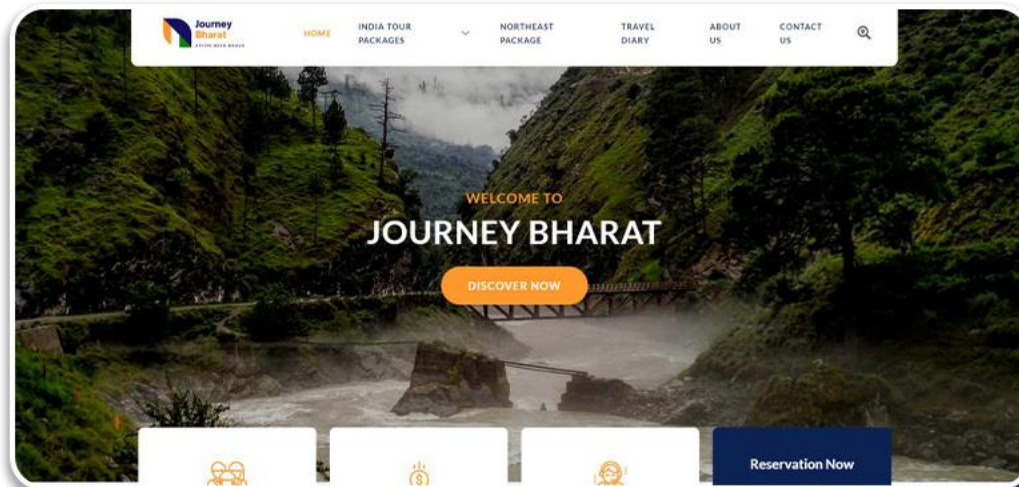 Journey
Bharat
HOME
INDIA TOUR
PACKAGES
NORTHEAST
PACKAGE
TRAVEL
DIARY
ABOUT
US
CONTACT
US
WELCOME TO
JOURNEY BHARAT
DISCOVER NOW
Reservation Now